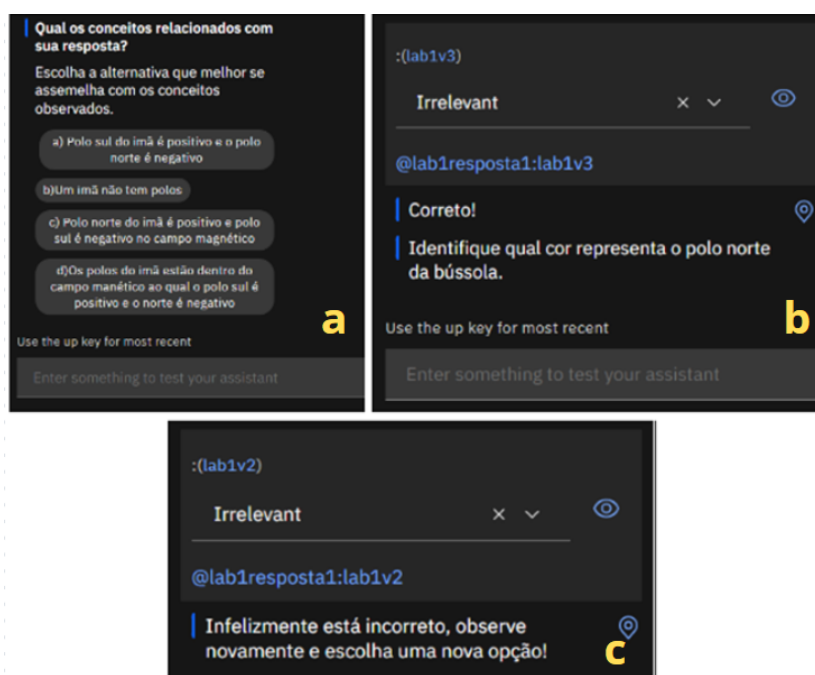 Qual os conceitos relacionados com
sua resposta?
Escolha a alternativa que melhor se
assemelha com os conceitos
observados.
a) Polo sul do imã é positivo e o polo
norte é negativo
b)Um imã não tem polos
c) Polo norte do imã é positivo e polo
sul é negativo no campo magnético
d)Os polos do imã estão dentro do
campo manético ao qual o polo sul é
positivo e o norte é negativo
a
Use the up key for most recent
Enter something to test your assistant
:(lab1v3)
Irrelevant
@lab1resposta1:lab1v3
Correto!
Identifique qual cor representa o polo norte
da bússola.
b
Use the up key for most recent
Enter something to test your assistant
:(lab1v2)
Irrelevant
@lab1resposta1:lab1v2
Infelizmente está incorreto, observe
novamente e escolha uma nova opção!
c